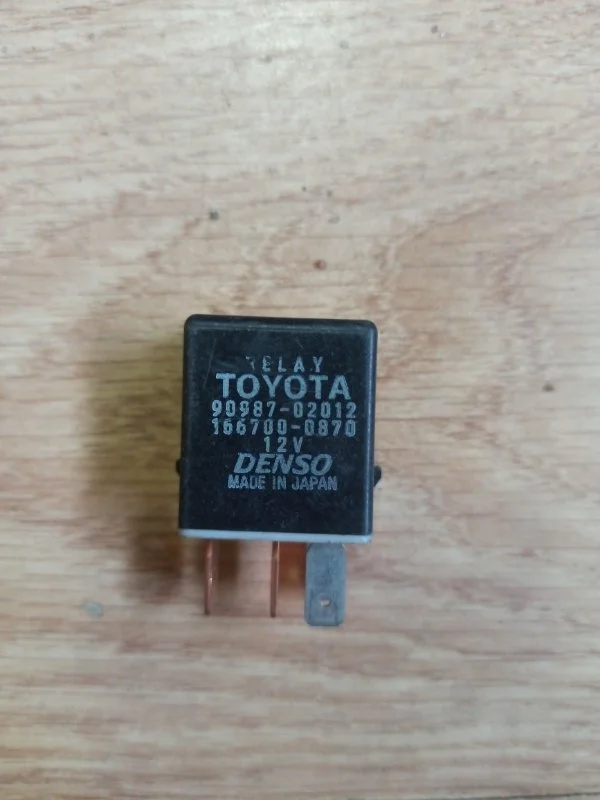 RELAY
TOYOTA
90987-02012
156700-0870
12V
DENSO
MADE IN JAPAN